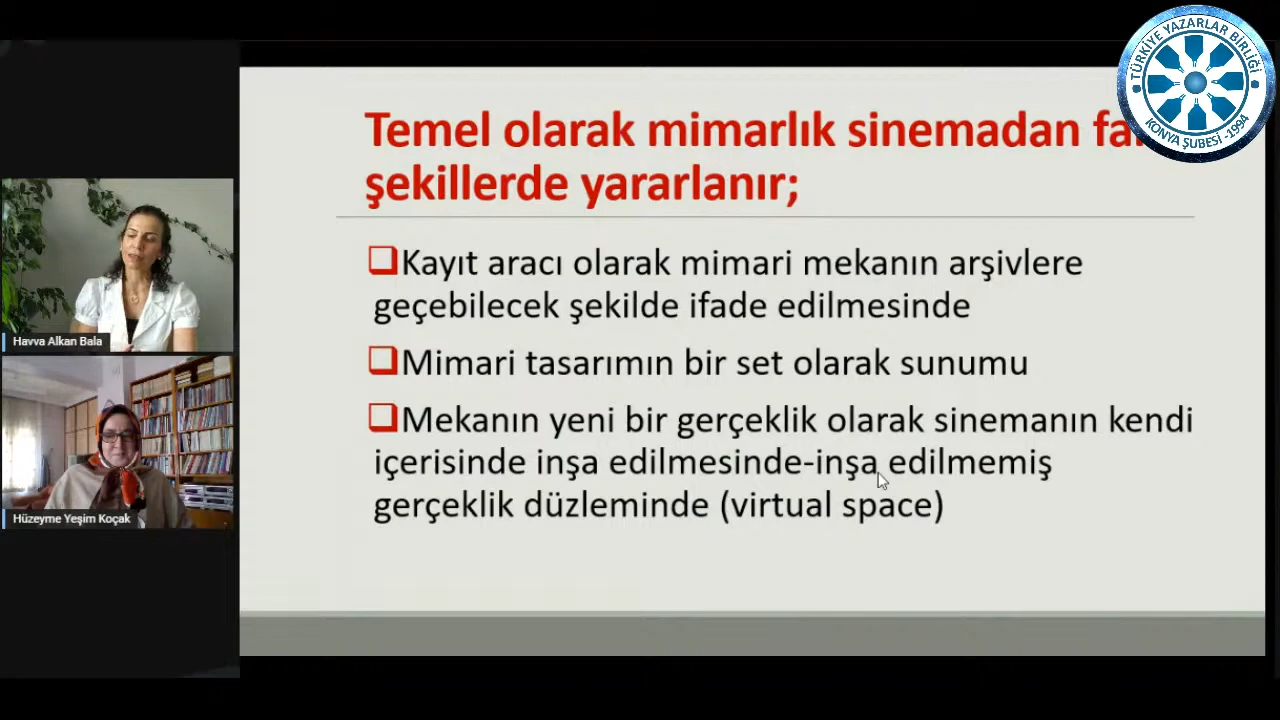 TÜRKİYE YAZARLAR BİRLİĞİ
KONYA ŞUBESİ -1994
Temel olarak mimarlık sinemadan
şekillerde yararlanır;
Kayıt aracı olarak mimari mekanın arşivlere
geçebilecek şekilde ifade edilmesinde
Mimari tasarımın bir set olarak sunumu
Mekanın yeni bir gerçeklik olarak sinemanın kendi
içerisinde inşa edilmesinde-inşa edilmemiş
gerçeklik düzleminde (virtual space)
Havva Alkan Bala
Hüzeyme Yeşim Koçak